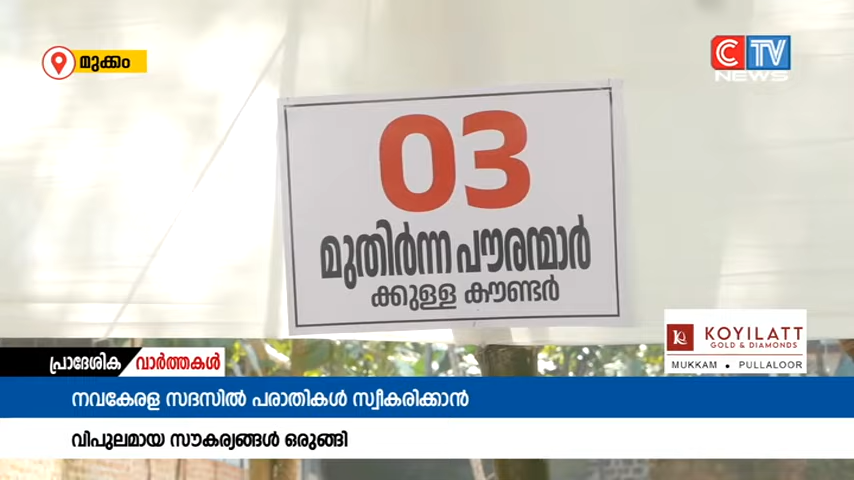 മുക്കം
CTV
NEWS
03
മുതിർന്ന പൗരന്മാർ
ക്കുള്ള കൗണ്ടർ
KOYILATT
GOLD & DIAMONDS
MUKKAM • PULLALOOR
പ്രാദേശിക വാർത്തകൾ
നവകേരള സദസിൽ പരാതികൾ സ്വീകരിക്കാൻ
വിപുലമായ സൗകര്യങ്ങൾ ഒരുങ്ങി